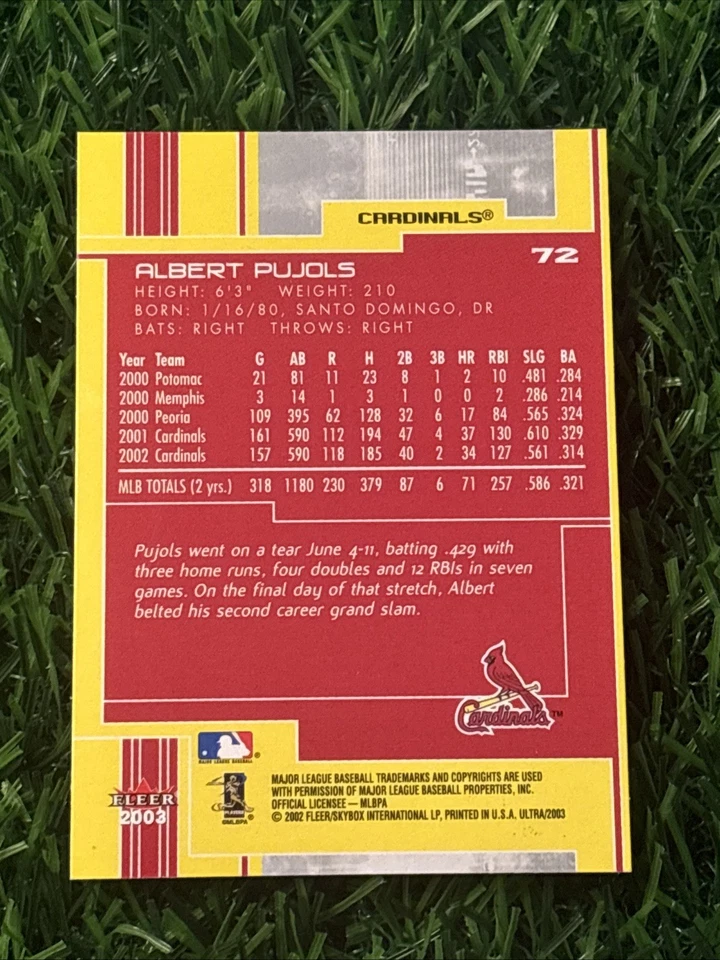 CARDINALS®
72
ALBERT PUJOLS
HEIGHT: 6'3" WEIGHT: 210
BORN: 1/16/80, SANTO DOMINGO, DR
BATS: RIGHT THROWS: RIGHT
Year Team G AB R H 2B 3B HR RBI SLG BA
2000 Potomac 21 81 11 23 8 1 2 10 .481 .284
2000 Memphis 3 14 1 3 1 0 0 2 .286 .214
2000 Peoria 109 395 62 128 32 6 17 84 .565 .324
2001 Cardinals 161 590 112 194 47 4 37 130 .610 .329
2002 Cardinals 157 590 118 185 40 2 34 127 .561 .314
MLB TOTALS (2 yrs.) 318 1180 230 379 87 6 71 257 .586 .321
Pujols went on a tear June 4-11, batting .429 with
three home runs, four doubles and 12 RBIs in seven
games. On the final day of that stretch, Albert
belted his second career grand slam.
Cardinals™
MAJOR LEAGUE BASEBALL
FLEER
2003
PLAYERS
©MLBPA
MAJOR LEAGUE BASEBALL TRADEMARKS AND COPYRIGHTS ARE USED
WITH PERMISSION OF MAJOR LEAGUE BASEBALL PROPERTIES, INC.
OFFICIAL LICENSEE — MLBPA
© 2002 FLEER/SKYBOX INTERNATIONAL LP, PRINTED IN U.S.A. ULTRA/2003